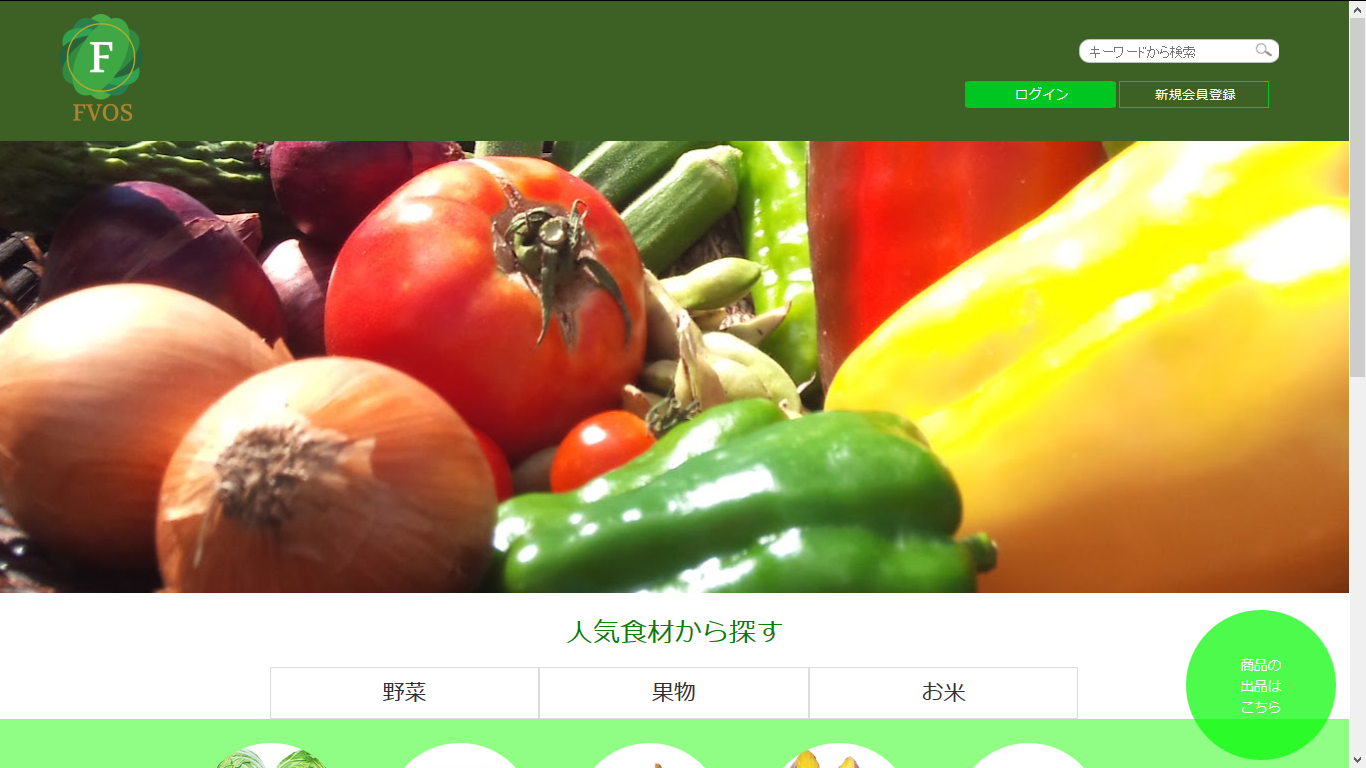 F
FVOS
キーワードから検索
ログイン
新規会員登録
人気食材から探す
野菜
果物
お米
商品の
出品は
こちら